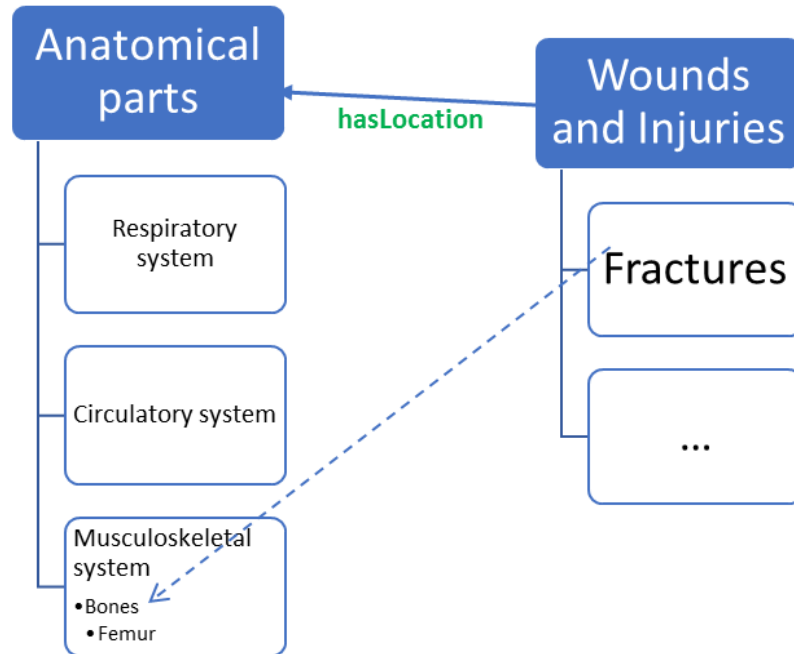 Anatomical
parts
Wounds
and Injuries
hasLocation
Respiratory
system
Fractures
Circulatory system
...
Musculoskeletal
system
•Bones
•Femur